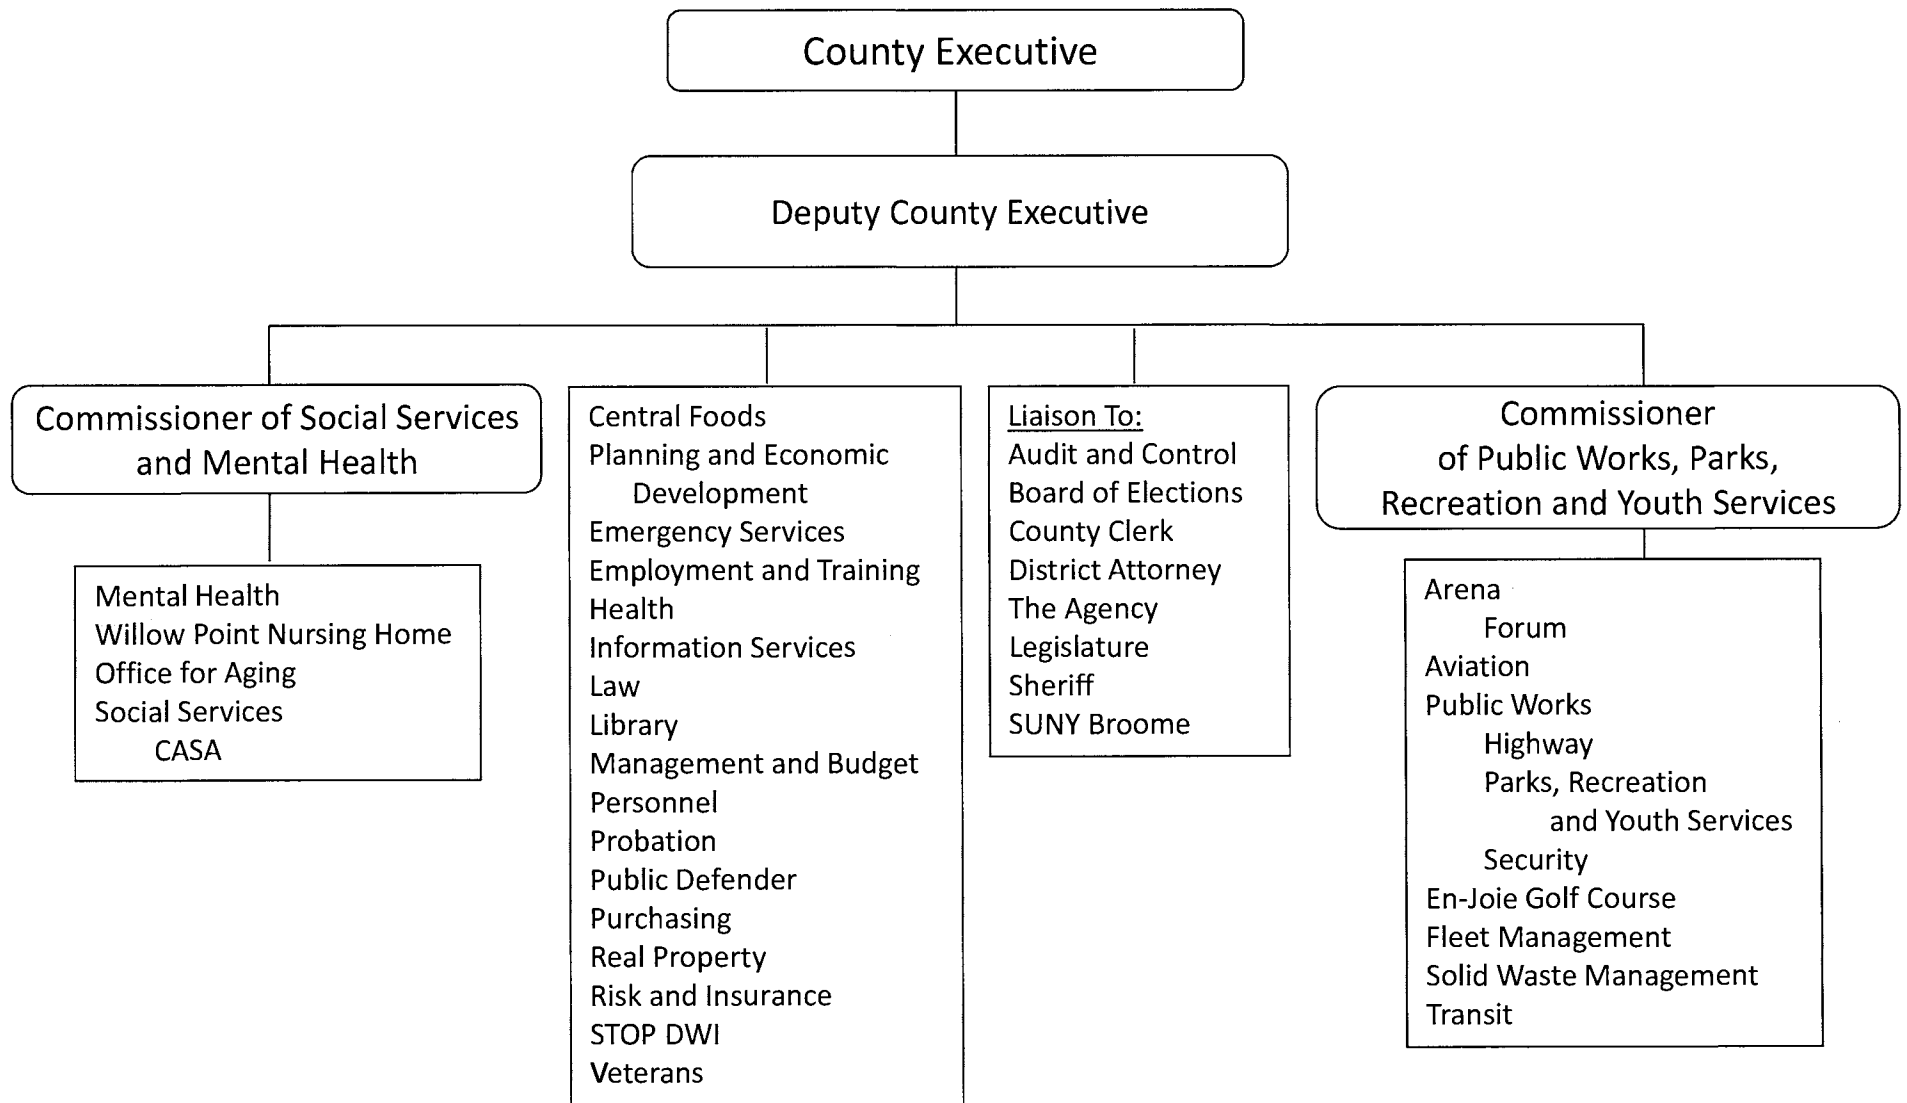 County Executive
Deputy County Executive
Commissioner of Social Services
and Mental Health
Mental Health
Willow Point Nursing Home
Office for Aging
Social Services
CASA
Central Foods
Planning and Economic
Development
Emergency Services
Employment and Training
Health
Information Services
Law
Library
Management and Budget
Personnel
Probation
Public Defender
Purchasing
Real Property
Risk and Insurance
STOP DWI
Veterans
Liaison To:
Audit and Control
Board of Elections
County Clerk
District Attorney
The Agency
Legislature
Sheriff
SUNY Broome
Commissioner
of Public Works, Parks,
Recreation and Youth Services
Arena
Forum
Aviation
Public Works
Highway
Parks, Recreation
and Youth Services
Security
En-Joie Golf Course
Fleet Management
Solid Waste Management
Transit